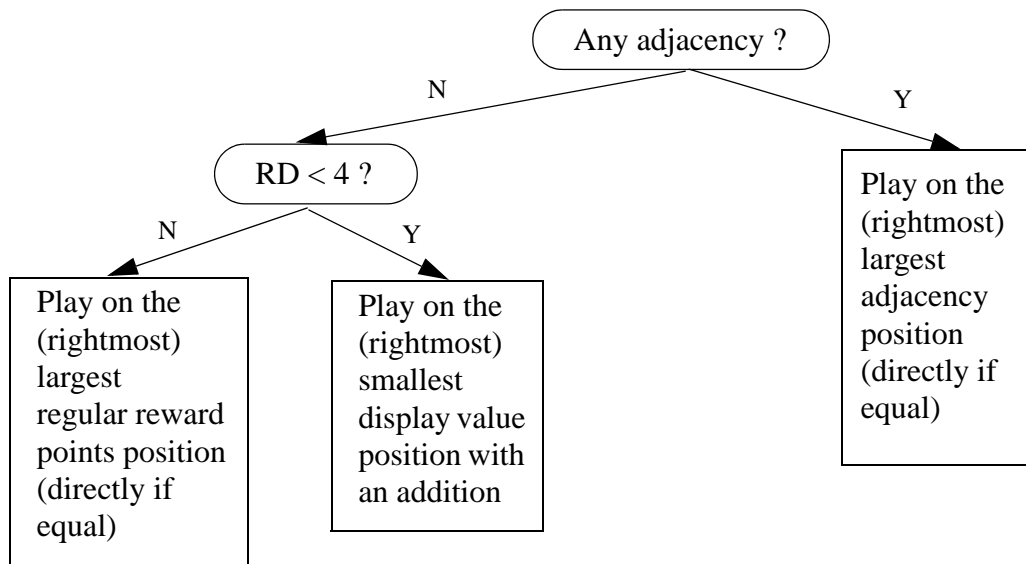 Any adjacency ?
N
Y
RD < 4 ?
N
Y
Play on the
(rightmost)
largest
regular reward
points position
(directly if
equal)
Play on the
(rightmost)
smallest
display value
position with
an addition
Play on the
(rightmost)
largest
adjacency
position
(directly if
equal)